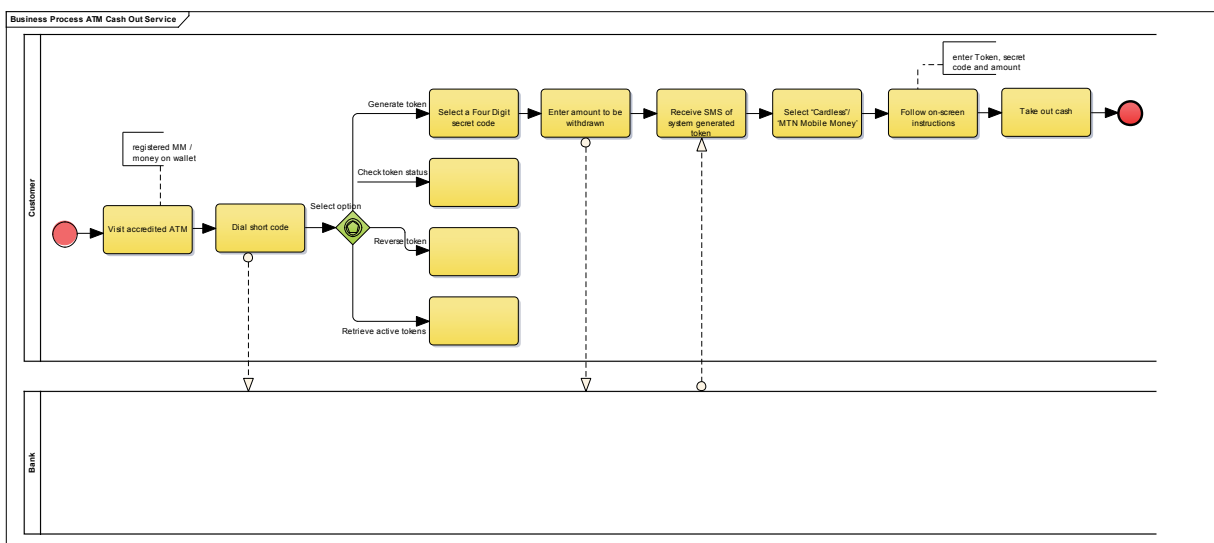 Business Process ATM Cash Out Service
Customer
registered MM /
money on wallet
Visit accredited ATM
Dial short code
Select option
Generate token
Check token status
Reverse token
Retrieve active tokens
Select a Four Digit
secret code
Enter amount to be
withdrawn
Receive SMS of
system generated
token
Select "Cardless"/
'MTN Mobile Money'
enter Token, secret
code and amount
Follow on-screen
instructions
Take out cash
Bank